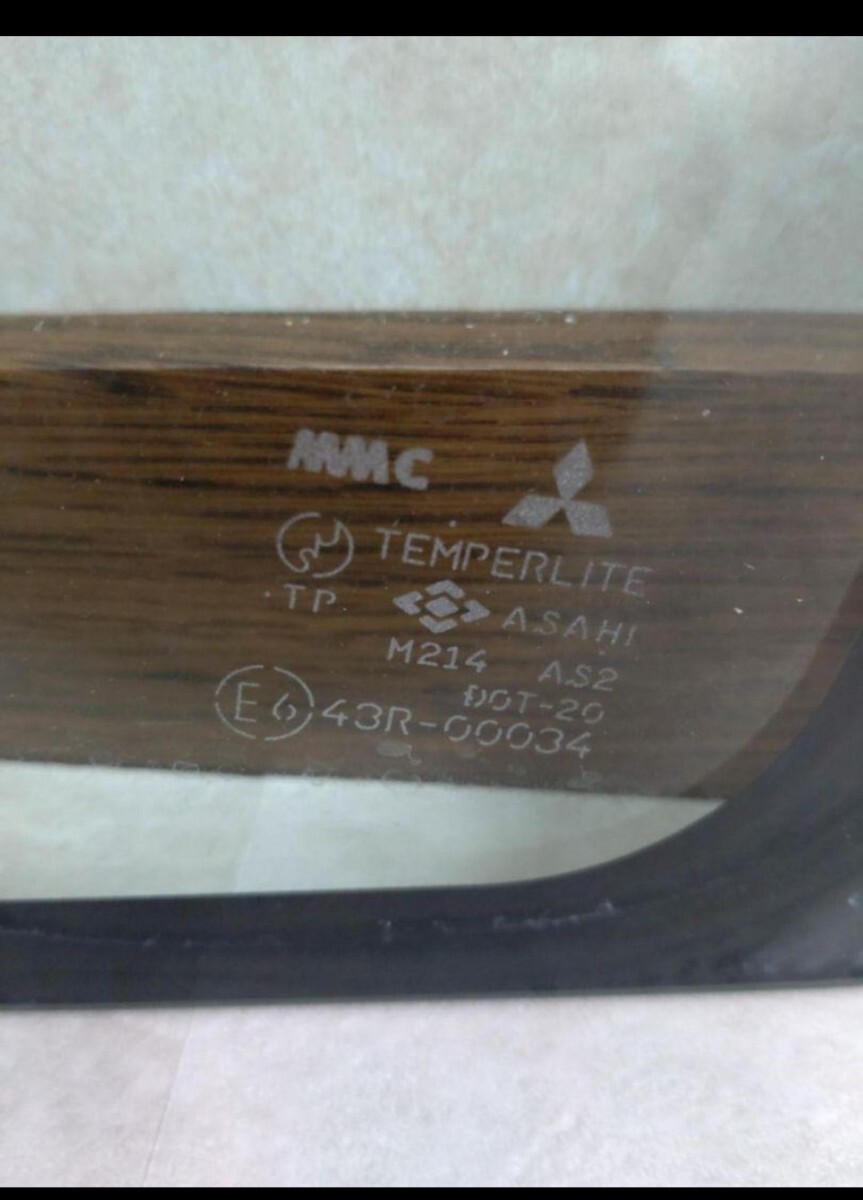 MMC
TEMPERLITE
TP ASAHI
M214 AS2
DOT-20
E6 43R-00034